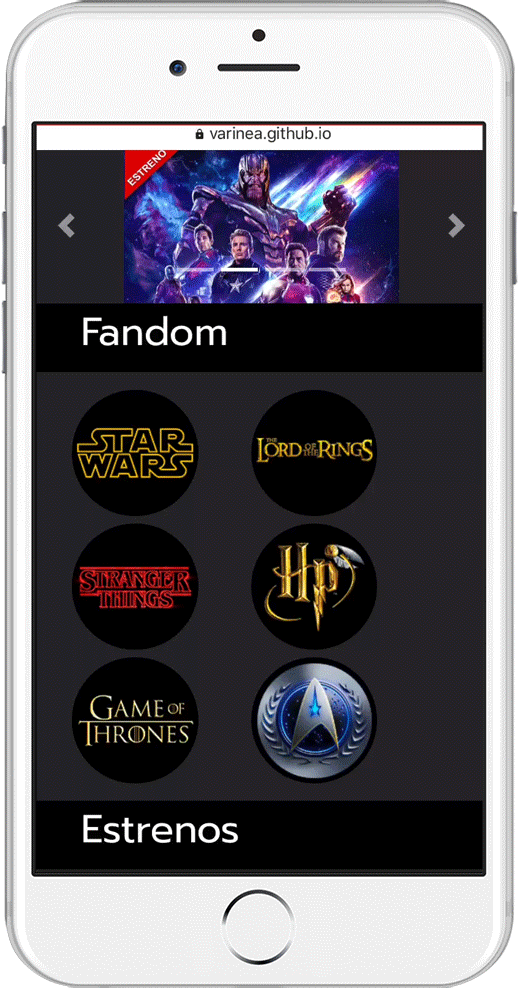 varinea.github.io
ESTRENO
Fandom
STAR
WARS
THE
LORD OF THE RINGS
STRANGER
THINGS
HP
GAME OF
THRONES
Estrenos